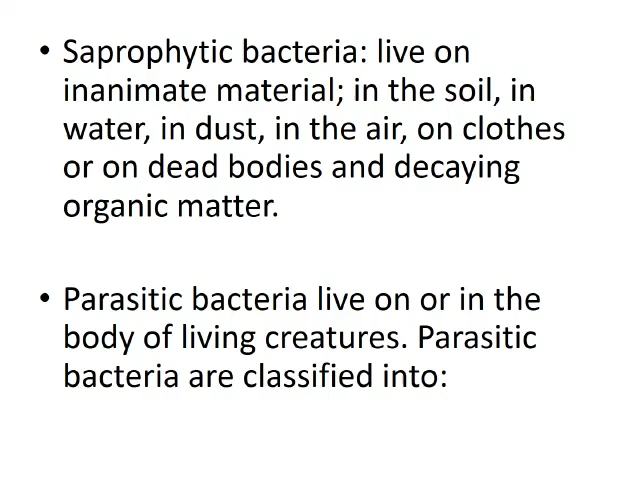 • Saprophytic bacteria: live on
inanimate material; in the soil, in
water, in dust, in the air, on clothes
or on dead bodies and decaying
organic matter.
• Parasitic bacteria live on or in the
body of living creatures. Parasitic
bacteria are classified into: